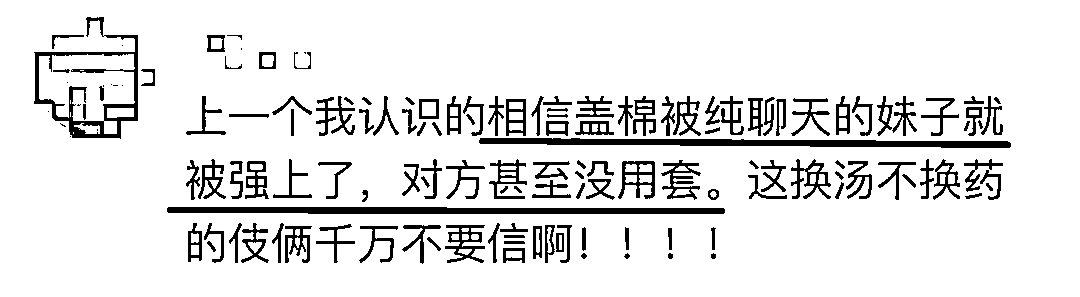 上一个我认识的相信盖棉被纯聊天的妹子就
被强上了，对方甚至没用套。这换汤不换药
的伎俩千万不要信啊！！！！